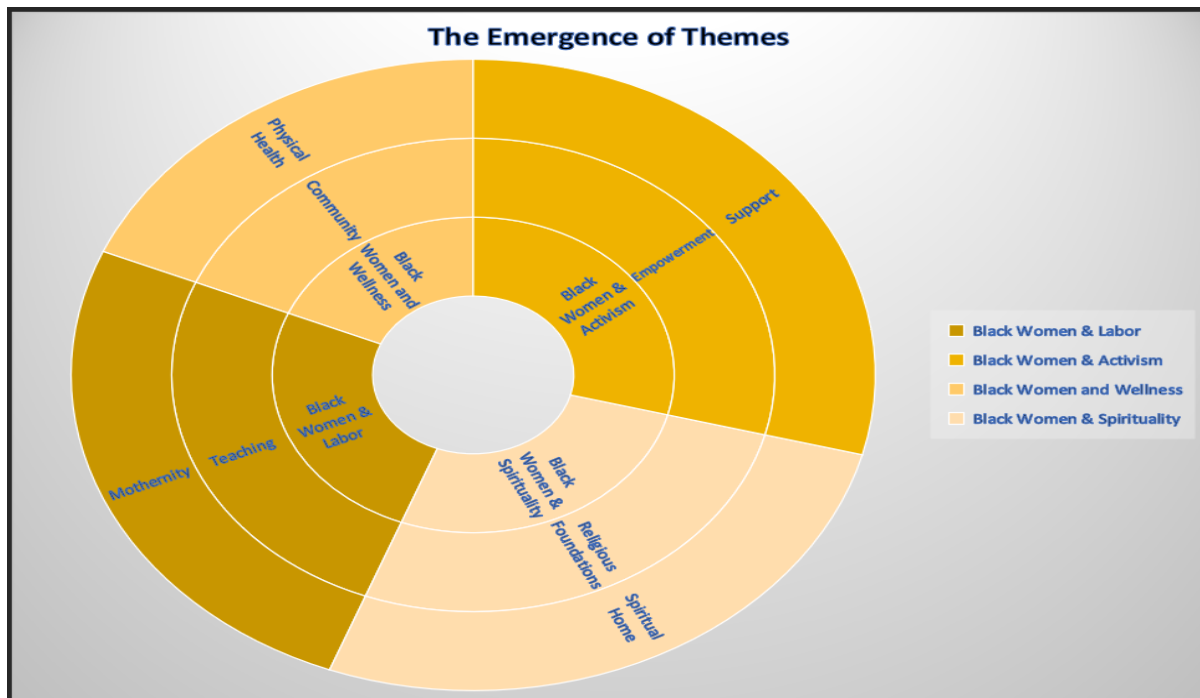 The Emergence of Themes
Physical
Health
Community
Black
Women and
Wellness
Support
Empowerment
Black
Women &
Activism
Black
Women &
Labor
Teaching
Mothernity
Black
Women &
Spirituality
Religious
Foundations
Spiritual
Home
Black Women & Labor
Black Women & Activism
Black Women and Wellness
Black Women & Spirituality